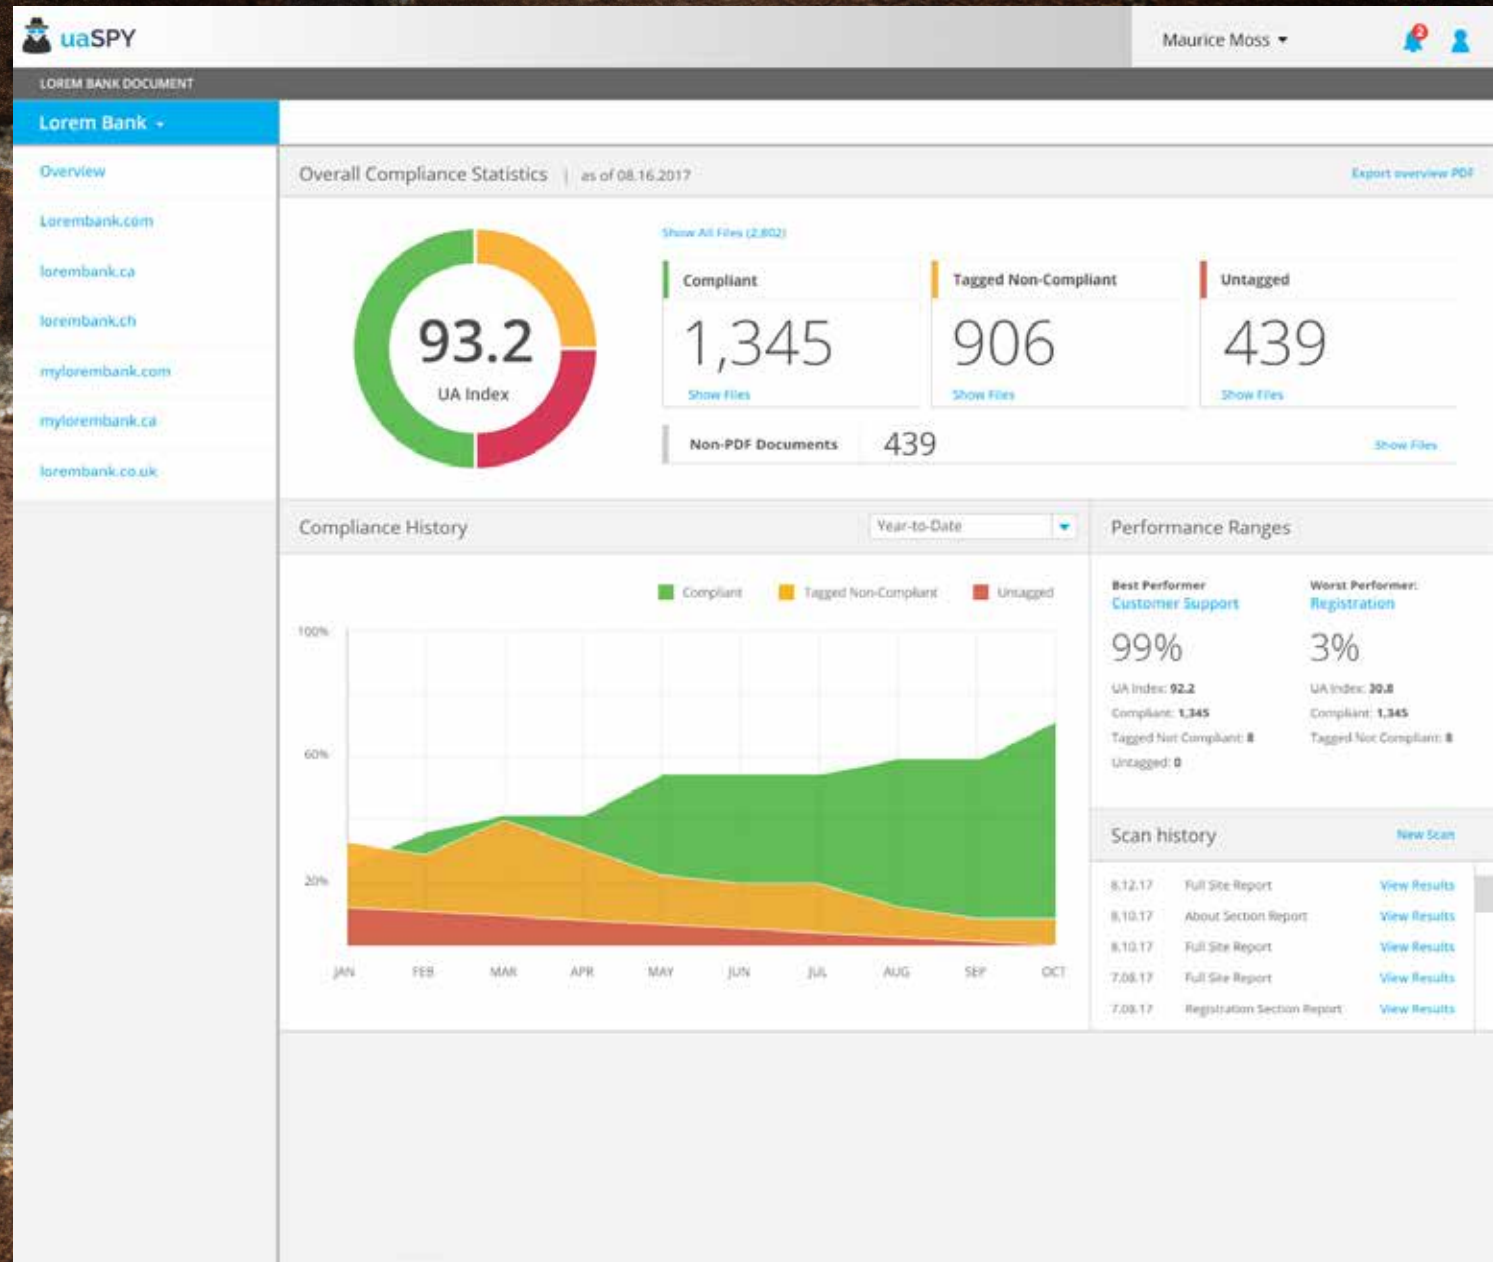 uaSPY
Maurice Moss
2
LOREM BANK DOCUMENT
Lorem Bank
Overview
Lorembank.com
lorembank.ca
lorembank.ch
mylorembank.com
mylorembank.ca
lorembank.co.uk
Overall Compliance Statistics | as of 08.16.2017
Export overview PDF
93.2
UA Index
Show All Files (2,802)
Compliant
1,345
Show Files
Tagged Non-Compliant
906
Show Files
Untagged
439
Show Files
Non-PDF Documents 439 Show Files
Compliance History
Year-to-Date
Compliant Tagged Non-Compliant Untagged
100%
60%
20%
JAN FEB MAR APR MAY JUN JUL AUG SEP OCT
Performance Ranges
Best Performer
Customer Support
99%
UA Index: 92.2
Compliant: 1,345
Tagged Not Compliant: 8
Untagged: 0
Worst Performer:
Registration
3%
UA Index: 30.8
Compliant: 1,345
Tagged Not Compliant: 8
Scan history New Scan
8.12.17 Full Site Report View Results
8.10.17 About Section Report View Results
8.10.17 Full Site Report View Results
7.08.17 Full Site Report View Results
7.08.17 Registration Section Report View Results